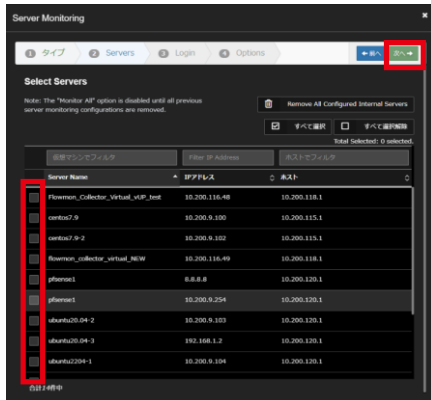 Server Monitoring ×
1 タイプ 2 Servers 3 Login 4 Options ←前へ 次へ→
Select Servers
Note: The "Monitor All" option is disabled until all previous
server monitoring configurations are removed.
Remove All Configured Internal Servers
すべて選択 すべて選択解除
Total Selected: 0 selected.
仮想マシンでフィルタ Filter IP Address ホストでフィルタ
Server Name IPアドレス ホスト
Flowmon_Collector_Virtual_vUP_test 10.200.116.48 10.200.118.1
centos7.9 10.200.9.100 10.200.115.1
centos7.9-2 10.200.9.102 10.200.115.1
flowmon_collector_virtual_NEW 10.200.116.49 10.200.118.1
pfsense1 8.8.8.8 10.200.120.1
pfsense1 10.200.9.254 10.200.120.1
ubuntu20.04-2 10.200.9.103 10.200.120.1
ubuntu20.04-3 192.168.1.2 10.200.120.1
ubuntu2204-1 10.200.9.104 10.200.120.1
合計14件中